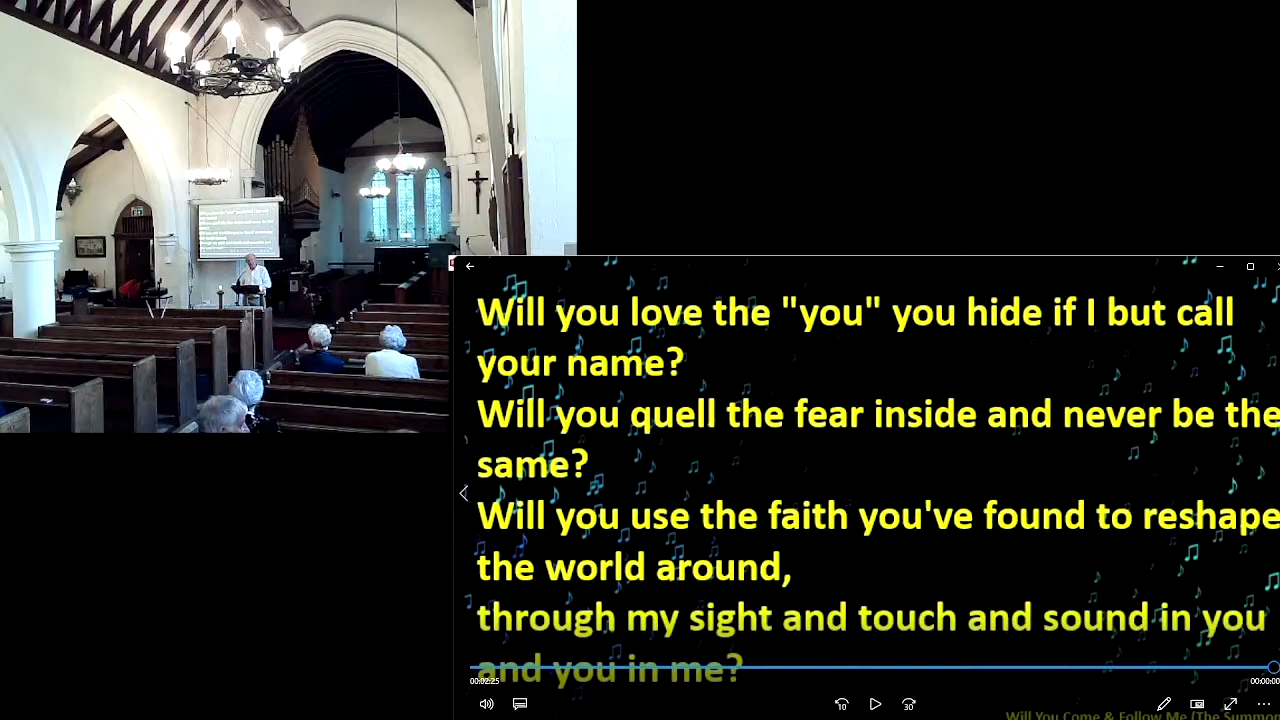 Will you love the "you" you hide if I but call
your name?
Will you quell the fear inside and never be the
same?
Will you use the faith you've found to reshape
the world around,
through my sight and touch and sound in you
and you in me?
00:02:25
00:00:00
10
30
Will You Come & Follow Me (The Summ